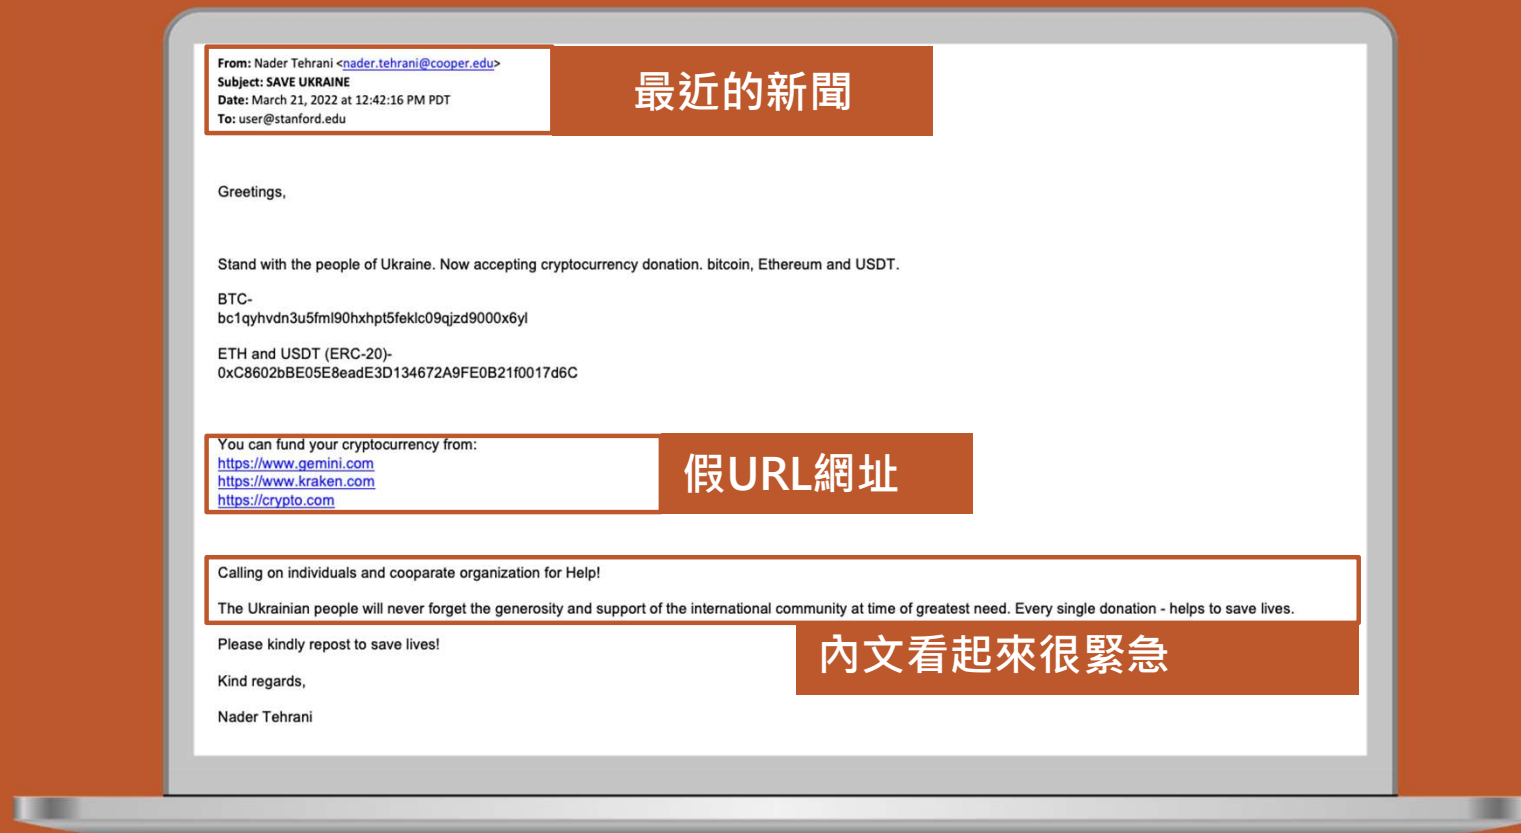 From: Nader Tehrani <nader.tehrani@cooper.edu>
Subject: SAVE UKRAINE
Date: March 21, 2022 at 12:42:16 PM PDT
To: user@stanford.edu
最近的新聞
Greetings,
Stand with the people of Ukraine. Now accepting cryptocurrency donation. bitcoin, Ethereum and USDT.
BTC-
bc1qyhvdn3u5fml90hxhpt5feklc09qjzd9000x6yl
ETH and USDT (ERC-20)-
0xC8602bBE05E8eadE3D134672A9FE0B21f0017d6C
You can fund your cryptocurrency from:
https://www.gemini.com
https://www.kraken.com
https://crypto.com
假URL網址
Calling on individuals and cooparate organization for Help!
The Ukrainian people will never forget the generosity and support of the international community at time of greatest need. Every single donation - helps to save lives.
內文看起來很緊急
Please kindly repost to save lives!
Kind regards,
Nader Tehrani